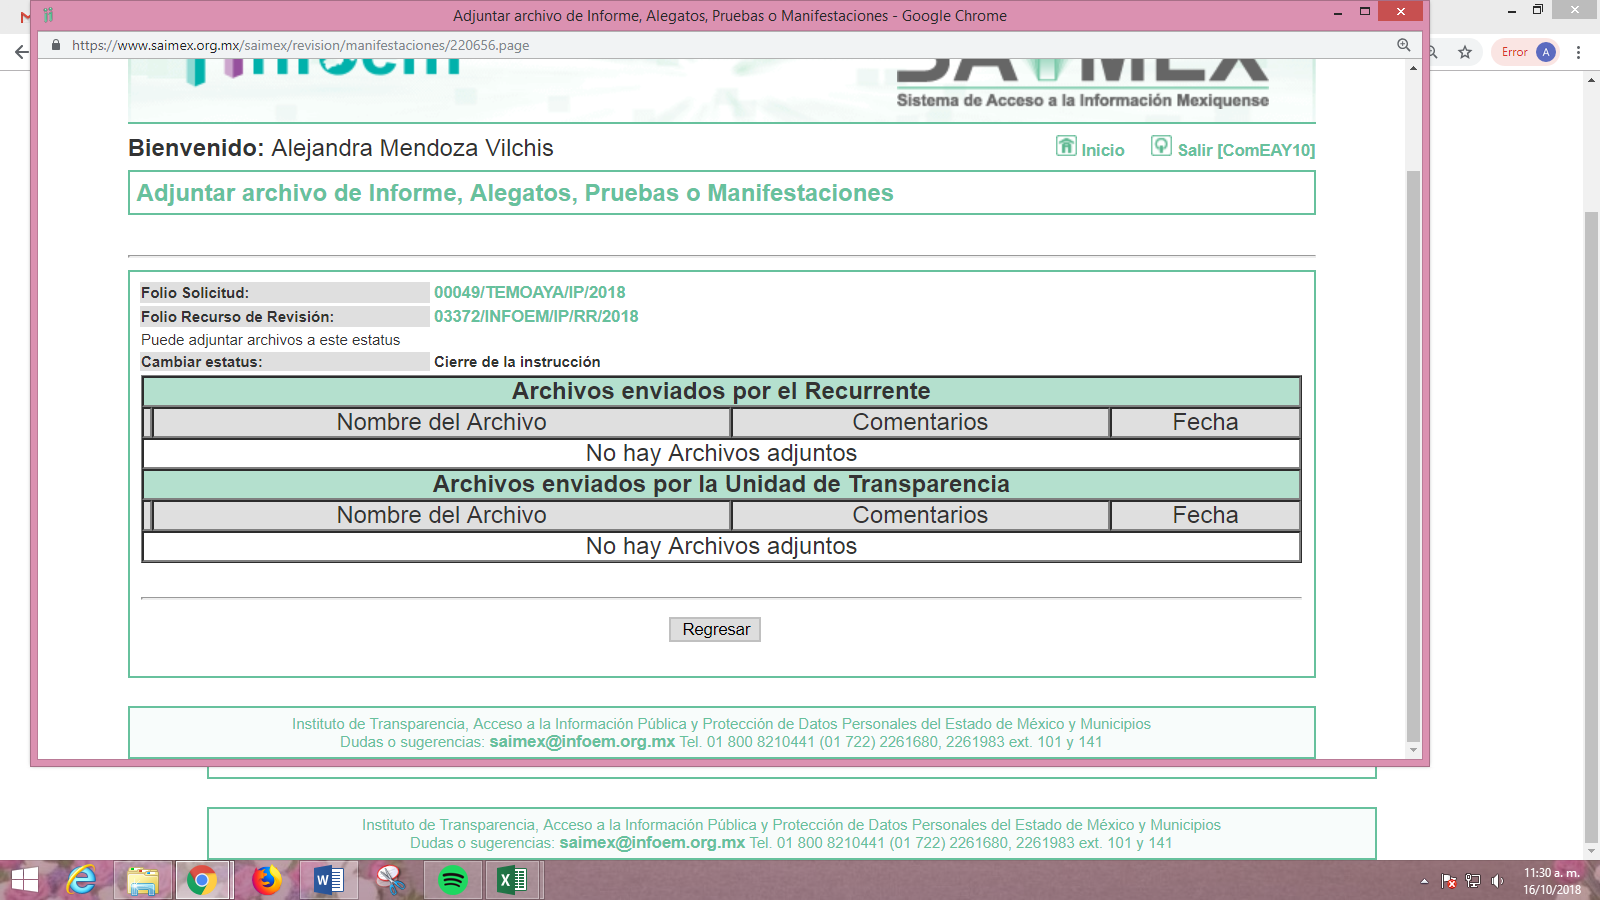 Adjuntar archivo de Informe, Alegatos, Pruebas o Manifestaciones - Google Chrome
https://www.saimex.org.mx/saimex/revision/manifestaciones/220656.page
Error A
infoem
SAIMEX
Sistema de Acceso a la Información Mexiquense
Bienvenido: Alejandra Mendoza Vilchis
Inicio Salir [ComEAY10]
Adjuntar archivo de Informe, Alegatos, Pruebas o Manifestaciones
Folio Solicitud: 00049/TEMOAYA/IP/2018
Folio Recurso de Revisión: 03372/INFOEM/IP/RR/2018
Puede adjuntar archivos a este estatus
Cambiar estatus: Cierre de la instrucción
Archivos enviados por el Recurrente
Nombre del Archivo Comentarios Fecha
No hay Archivos adjuntos
Archivos enviados por la Unidad de Transparencia
Nombre del Archivo Comentarios Fecha
No hay Archivos adjuntos
Regresar
Instituto de Transparencia, Acceso a la Información Pública y Protección de Datos Personales del Estado de México y Municipios
Dudas o sugerencias: saimex@infoem.org.mx Tel. 01 800 8210441 (01 722) 2261680, 2261983 ext. 101 y 141
Instituto de Transparencia, Acceso a la Información Pública y Protección de Datos Personales del Estado de México y Municipios
Dudas o sugerencias: saimex@infoem.org.mx Tel. 01 800 8210441 (01 722) 2261680, 2261983 ext. 101 y 141
11:30 a. m.
16/10/2018